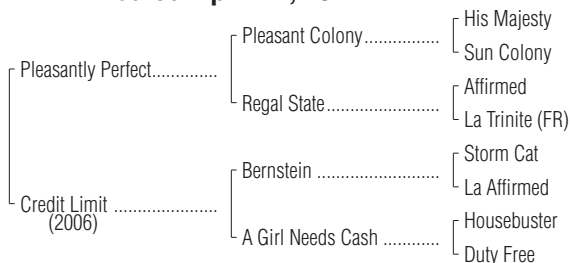 His Majesty
Pleasant Colony..............
Sun Colony
Pleasantly Perfect.............
Affirmed
Regal State.......................
La Trinite (FR)
Storm Cat
Bernstein .........................
La Affirmed
Credit Limit .....................
(2006)
Housebuster
A Girl Needs Cash ............
Duty Free